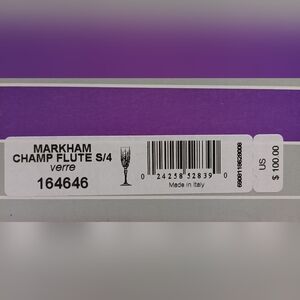 MARKHAM
CHAMP FLUTE S/4
verre
164646
0 24258 52839 0
Made in Italy
US
$ 100.00